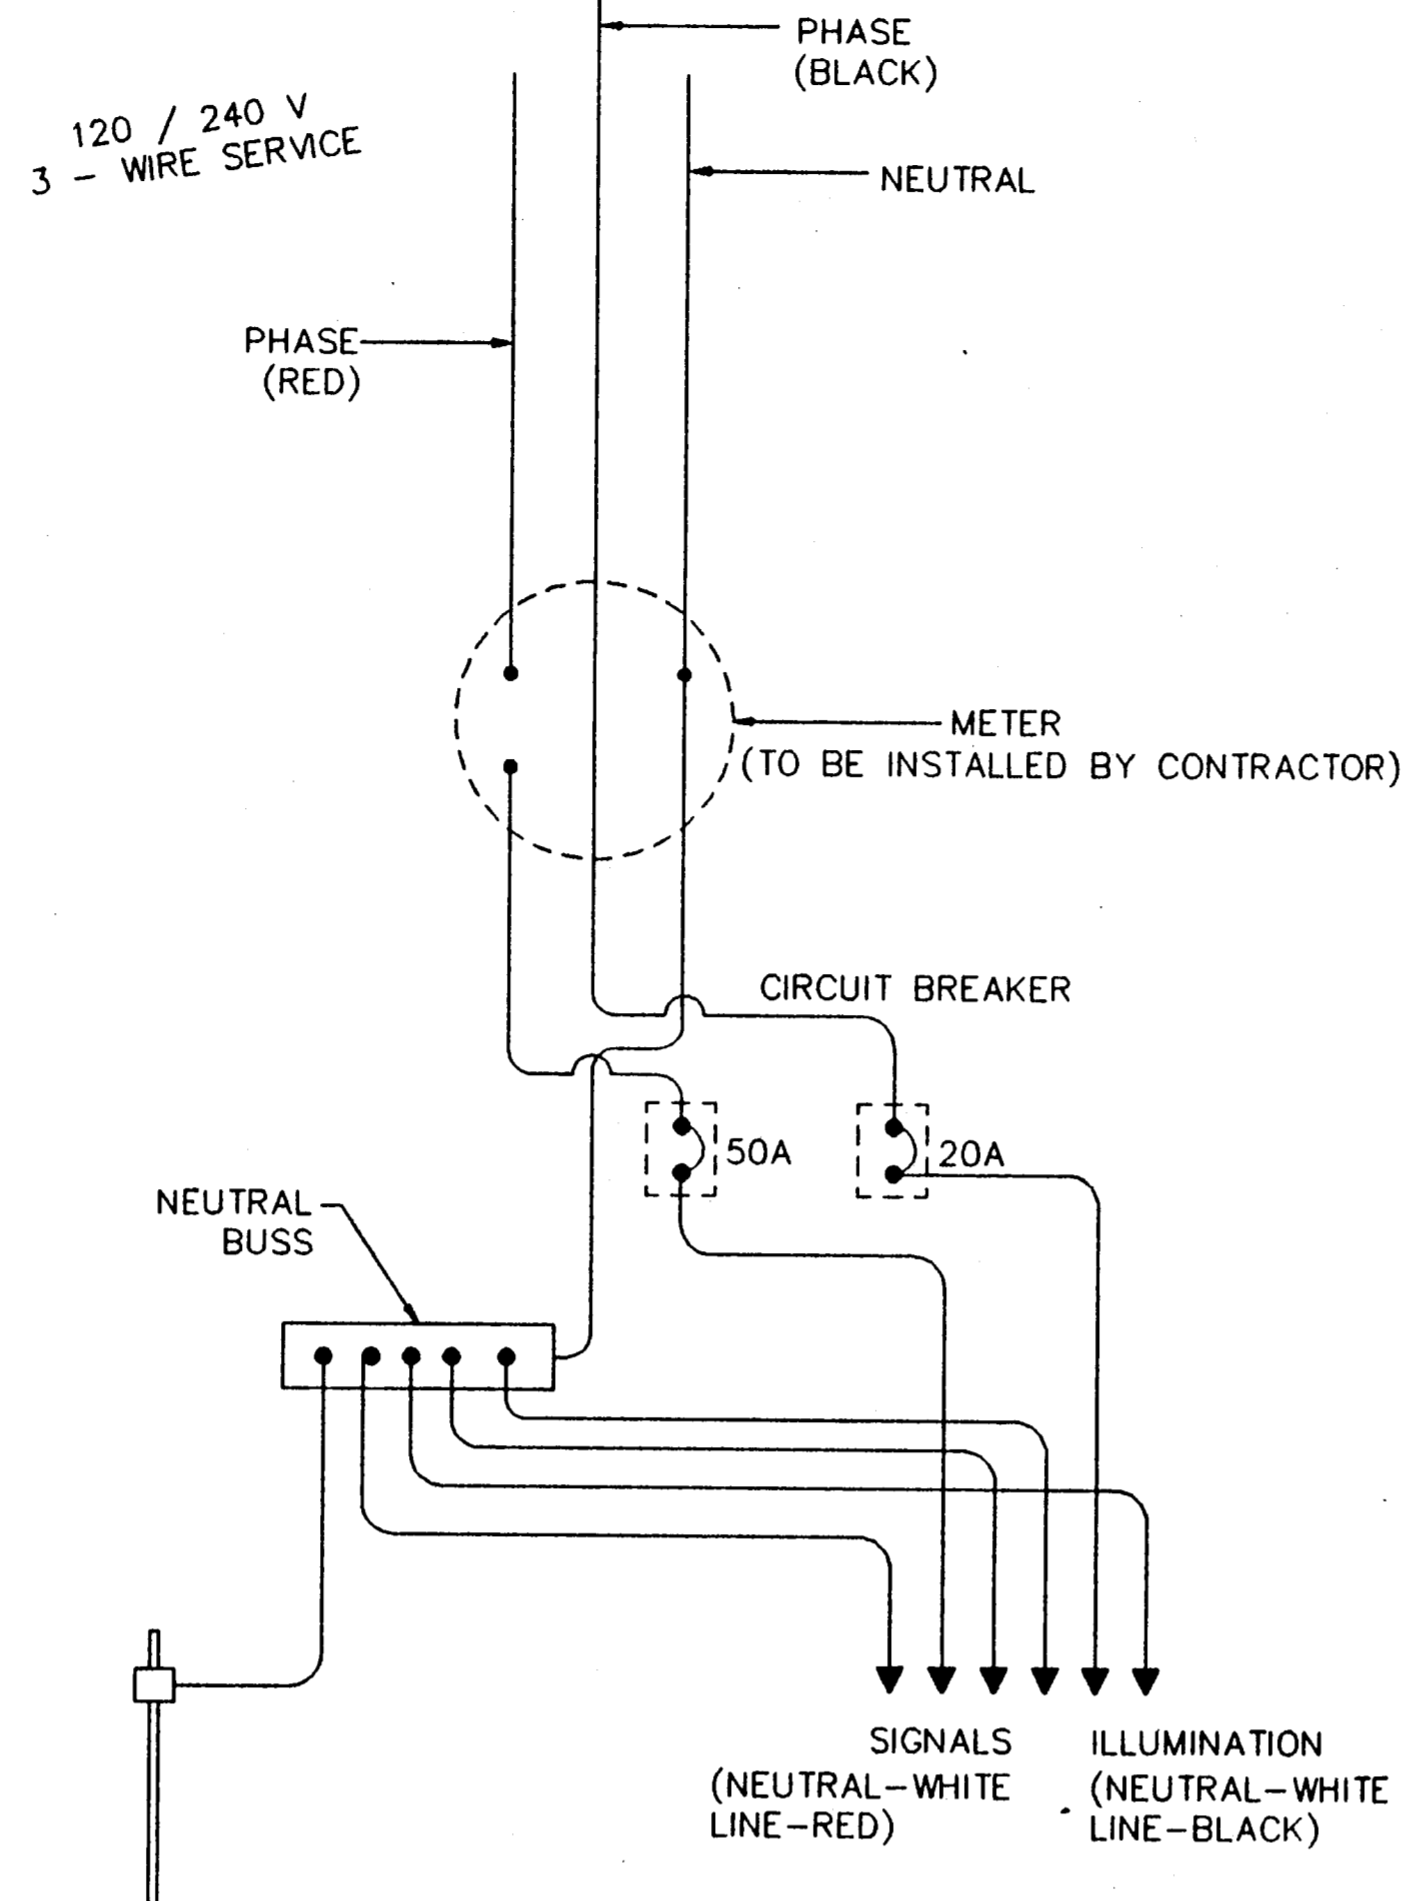 PHASE
(BLACK)
120 / 240 V
3 - WIRE SERVICE
NEUTRAL
PHASE
(RED)
METER
(TO BE INSTALLED BY CONTRACTOR)
CIRCUIT BREAKER
50A
20A
NEUTRAL
BUSS
SIGNALS
(NEUTRAL-WHITE
LINE-RED)
ILLUMINATION
(NEUTRAL-WHITE
LINE-BLACK)